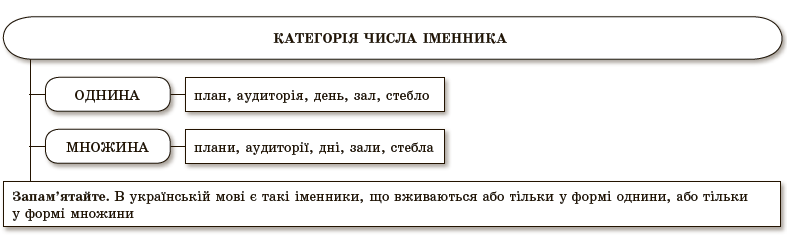 КАТЕГОРІЯ ЧИСЛА ІМЕННИКА
ОДНИНА
план, аудиторія, день, зал, стебло
МНОЖИНА
плани, аудиторії, дні, зали, стебла
Запам'ятайте. В українській мові є такі іменники, що вживаються або тільки у формі однини, або тільки
у формі множини